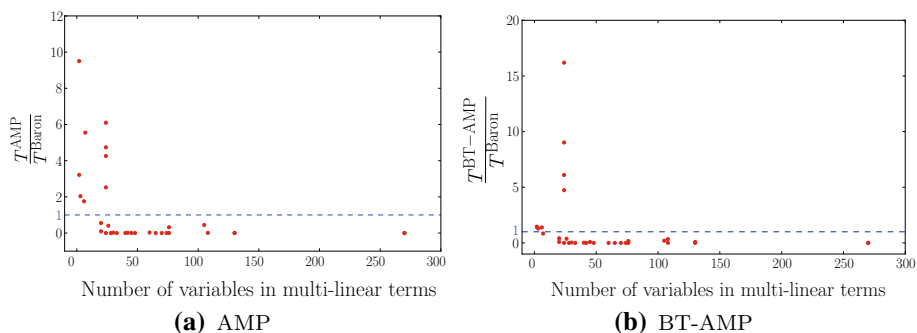 12
10
8
6
4
2
1
0
T^AMP
T^Baron
0 50 100 150 200 250 300
Number of variables in multi-linear terms
(a) AMP
20
15
10
5
1
0
T^BT−AMP
T^Baron
0 50 100 150 200 250 300
Number of variables in multi-linear terms
(b) BT-AMP